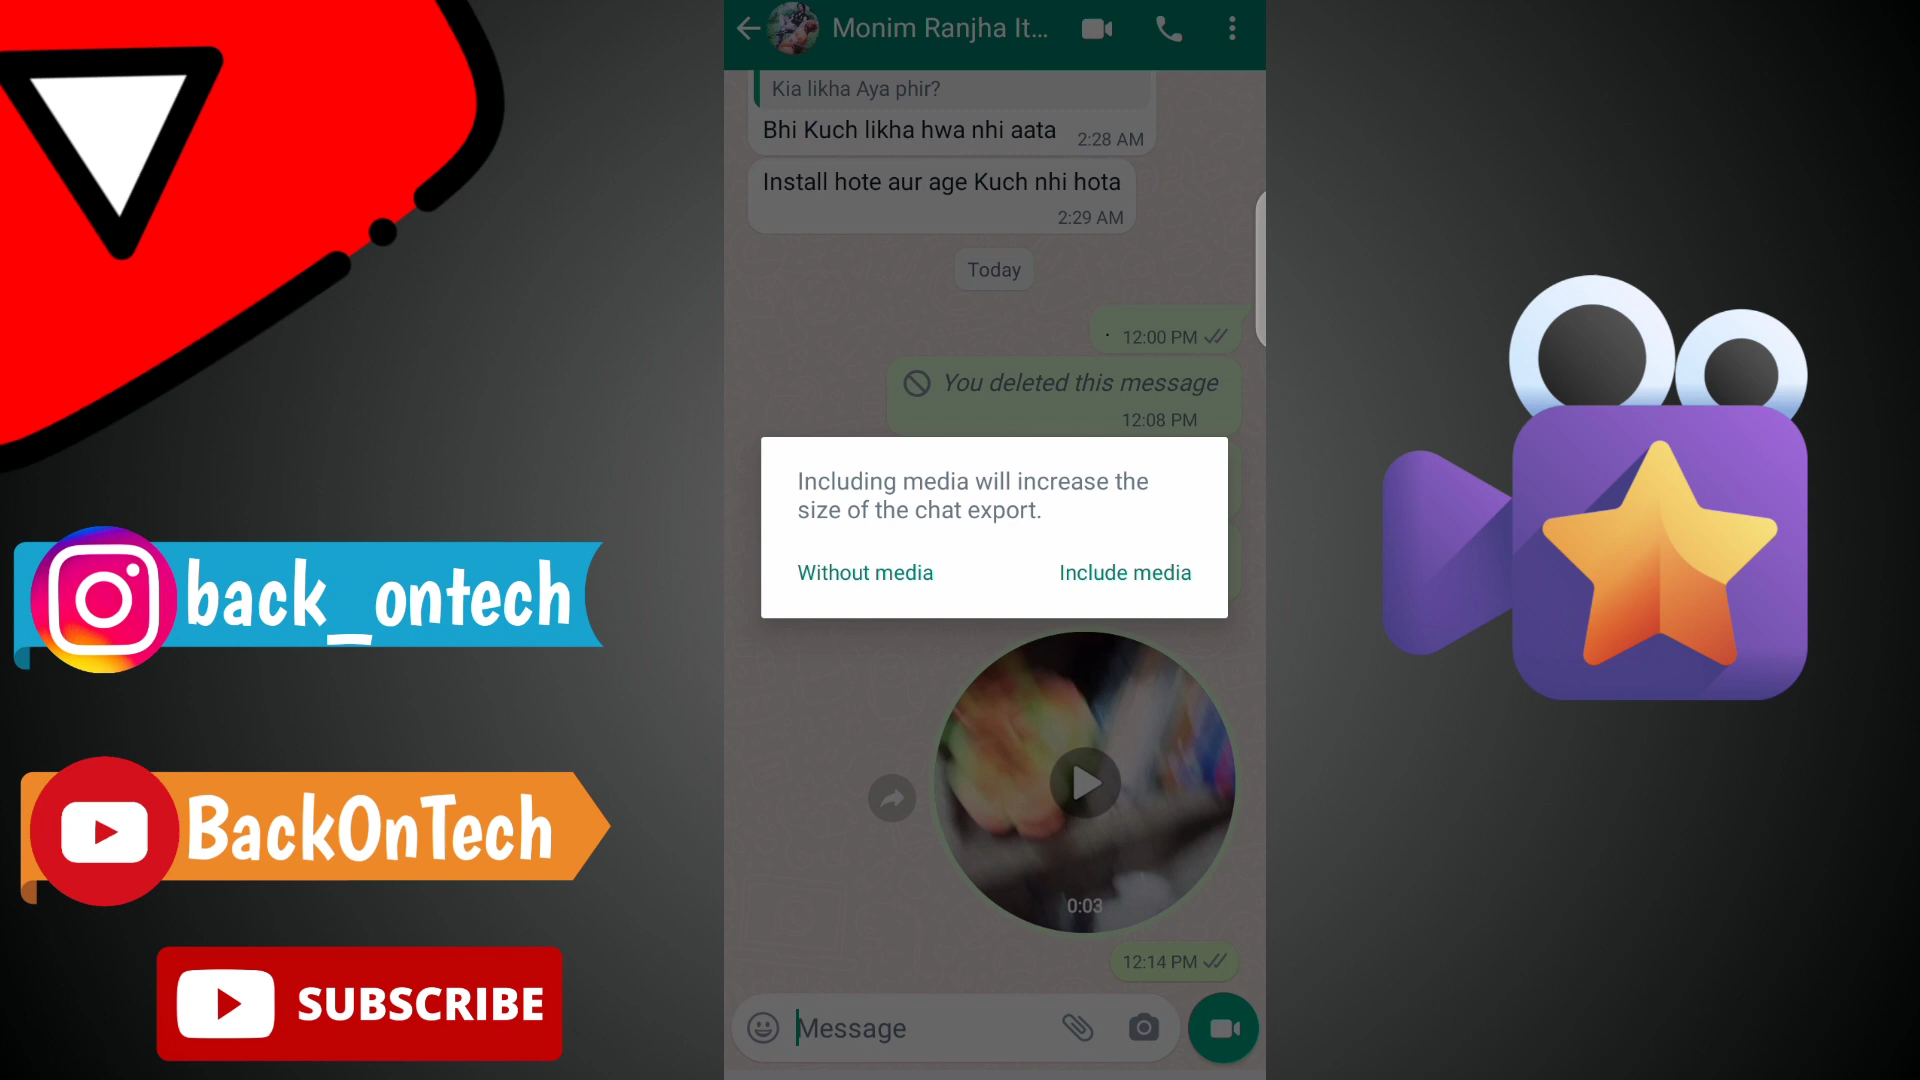 Monim Ranjha It...
Kia likha Aya phir?
Bhi Kuch likha hwa nhi aata 2:28 AM
Install hote aur age Kuch nhi hota
2:29 AM
Today
. 12:00 PM
You deleted this message
12:08 PM
Including media will increase the
size of the chat export.
Without media Include media
0:03
12:14 PM
Message
back_ontech
BackOnTech
SUBSCRIBE